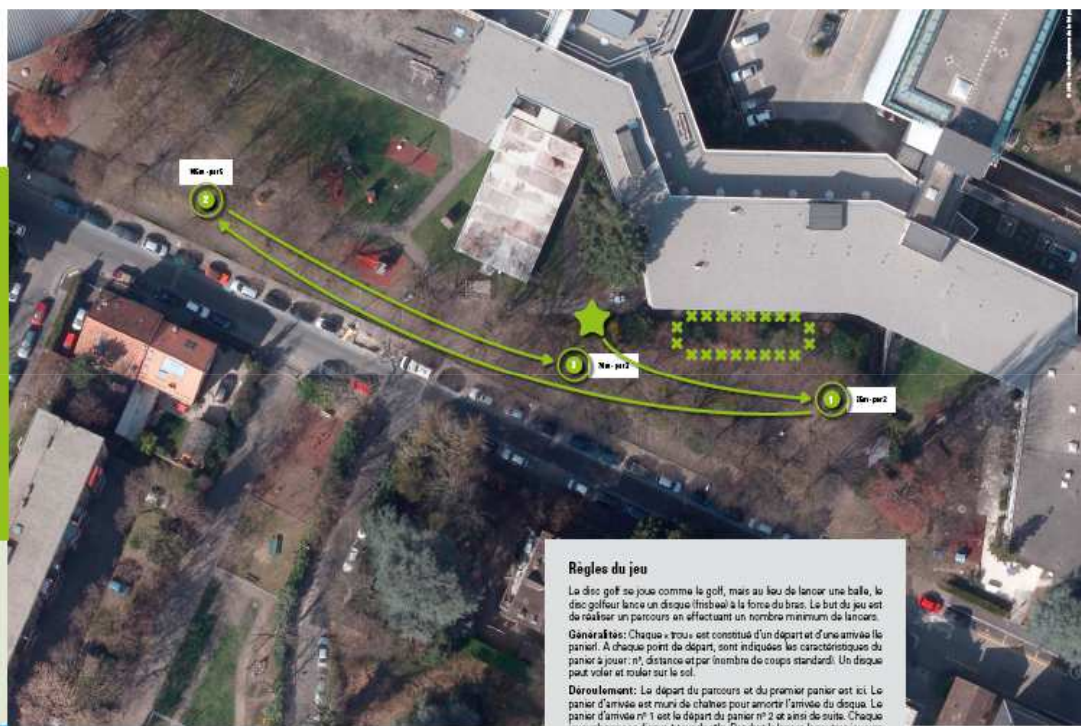 2
3
1
Règles du jeu
Le disc golf se joue comme le golf, mais au lieu de lancer une balle, le
disc golfeur lance un disque (frisbee) à la force du bras. Le but du jeu est
de réaliser un parcours en effectuant un nombre minimum de lancers.
Généralités: Chaque « trou » est constitué d'un départ et d'une arrivée (le
panier). A chaque point de départ, sont indiquées les caractéristiques du
panier à jouer: n°, distance et par (nombre de coups standard). Un disque
peut voler et rouler sur le sol.
Déroulement: Le départ du parcours et du premier panier est ici. Le
panier d'arrivée est muni de chaînes pour amortir l'arrivée du disque. Le
panier d'arrivée n° 1 est le départ du panier n° 2 et ainsi de suite. Chaque